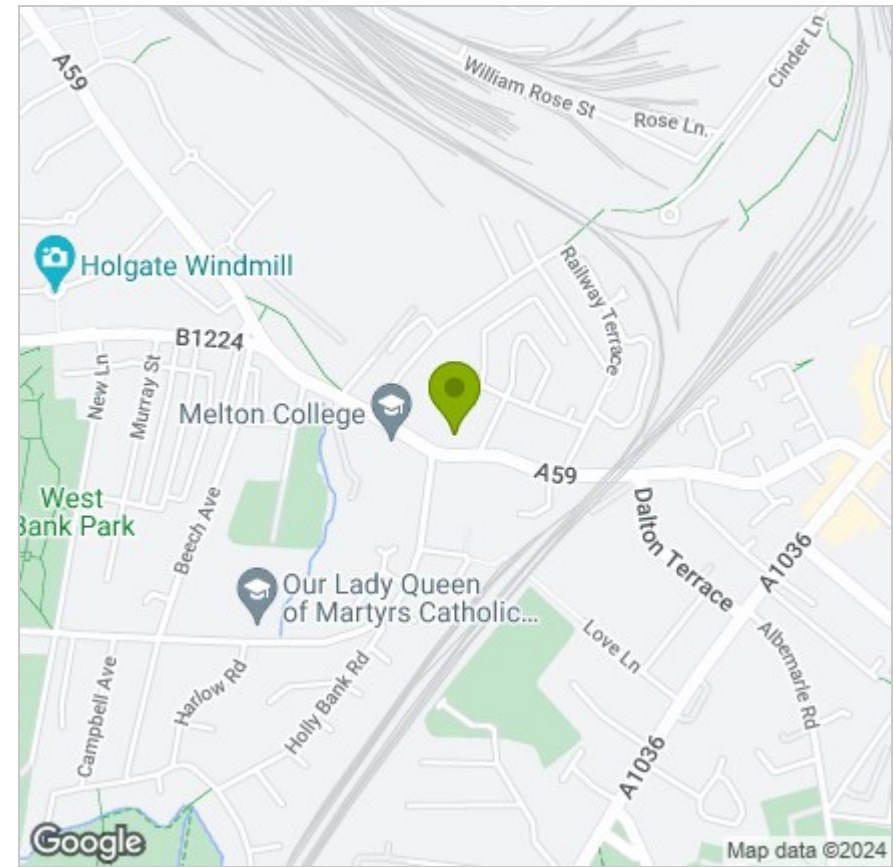 A59
William Rose St
Rose Ln.
Cinder Ln
Holgate Windmill
Railway Terrace
B1224
New Ln
Murray St
Melton College
A59
West
Bank Park
Beech Ave
Dalton Terrace
A1036
Our Lady Queen
of Martyrs Catholic...
Love Ln
Albemarle Rd
Campbell Ave
Harlow Rd
Holly Bank Rd
A1036
Google
Map data ©2024